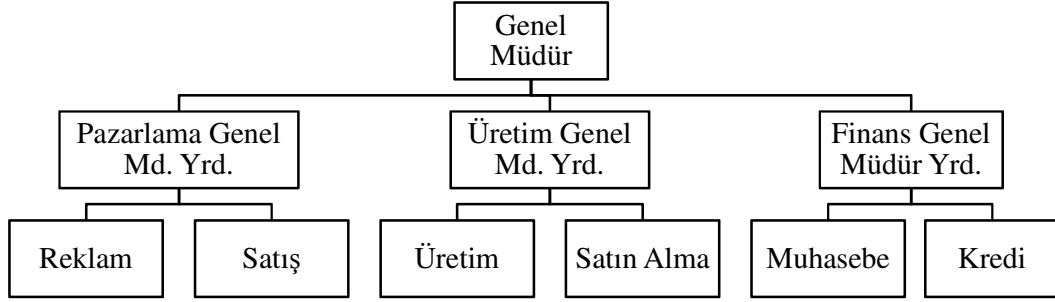 Genel
Müdür
Pazarlama Genel
Md. Yrd.
Üretim Genel
Md. Yrd.
Finans Genel
Müdür Yrd.
Reklam
Satış
Üretim
Satın Alma
Muhasebe
Kredi